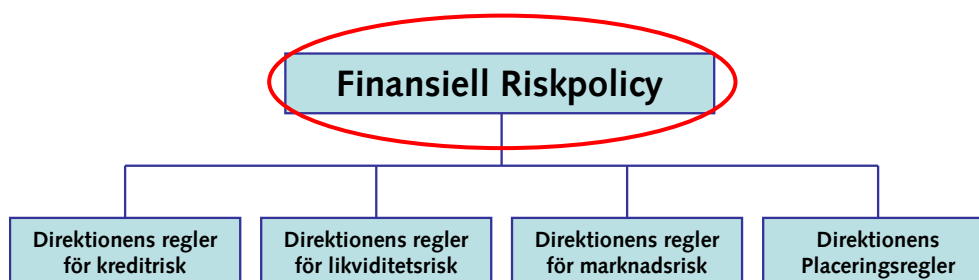 Finansiell Riskpolicy
Direktionens regler
för kreditrisk
Direktionens regler
för likviditetsrisk
Direktionens regler
för marknadsrisk
Direktionens
Placeringsregler